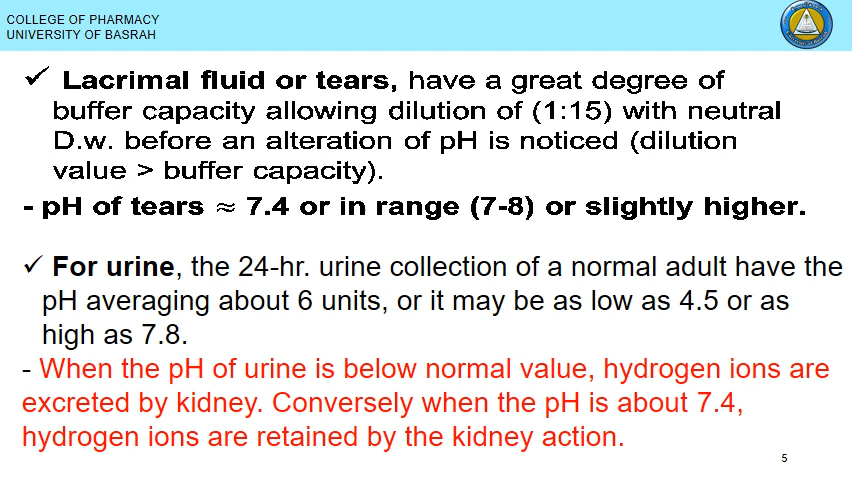 COLLEGE OF PHARMACY
UNIVERSITY OF BASRAH
✓ Lacrimal fluid or tears, have a great degree of
buffer capacity allowing dilution of (1:15) with neutral
D.w. before an alteration of pH is noticed (dilution
value > buffer capacity).
- pH of tears ≈ 7.4 or in range (7-8) or slightly higher.
✓ For urine, the 24-hr. urine collection of a normal adult have the
pH averaging about 6 units, or it may be as low as 4.5 or as
high as 7.8.
- When the pH of urine is below normal value, hydrogen ions are
excreted by kidney. Conversely when the pH is about 7.4,
hydrogen ions are retained by the kidney action.
5